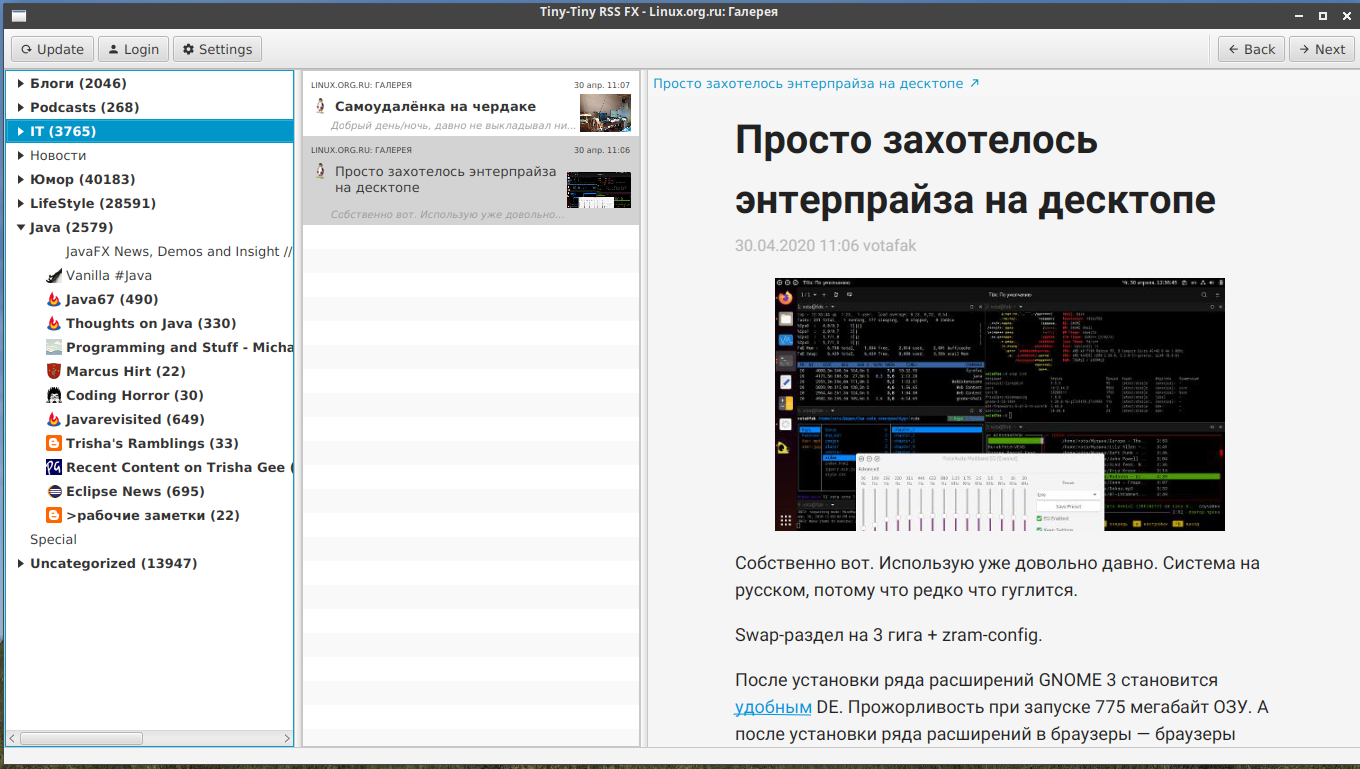 Tiny-Tiny RSS FX - Linux.org.ru: Галерея
Update Login Settings Back Next
Блоги (2046)
Podcasts (268)
IT (3765)
Новости
Юмор (40183)
LifeStyle (28591)
Java (2579)
JavaFX News, Demos and Insight //
Vanilla #Java
Java67 (490)
Thoughts on Java (330)
Programming and Stuff - Micha
Marcus Hirt (22)
Coding Horror (30)
Javarevisited (649)
Trisha's Ramblings (33)
Recent Content on Trisha Gee (
Eclipse News (695)
>рабочие заметки (22)
Special
Uncategorized (13947)
LINUX.ORG.RU: ГАЛЕРЕЯ 30 апр. 11:07
Самоудалёнка на чердаке
Добрый день/ночь, давно не выкладывал ни...
LINUX.ORG.RU: ГАЛЕРЕЯ 30 апр. 11:06
Просто захотелось энтерпрайза
на десктопе
Собственно вот. Использую уже довольно...
Просто захотелось энтерпрайза на десктопе
Просто захотелось
энтерпрайза на десктопе
30.04.2020 11:06 votafak
Save Preset
EQ Enabled
Собственно вот. Использую уже довольно давно. Система на
русском, потому что редко что гуглится.
Swap-раздел на 3 гига + zram-config.
После установки ряда расширений GNOME 3 становится
удобным DE. Прожорливость при запуске 775 мегабайт ОЗУ. А
после установки ряда расширений в браузеры — браузеры